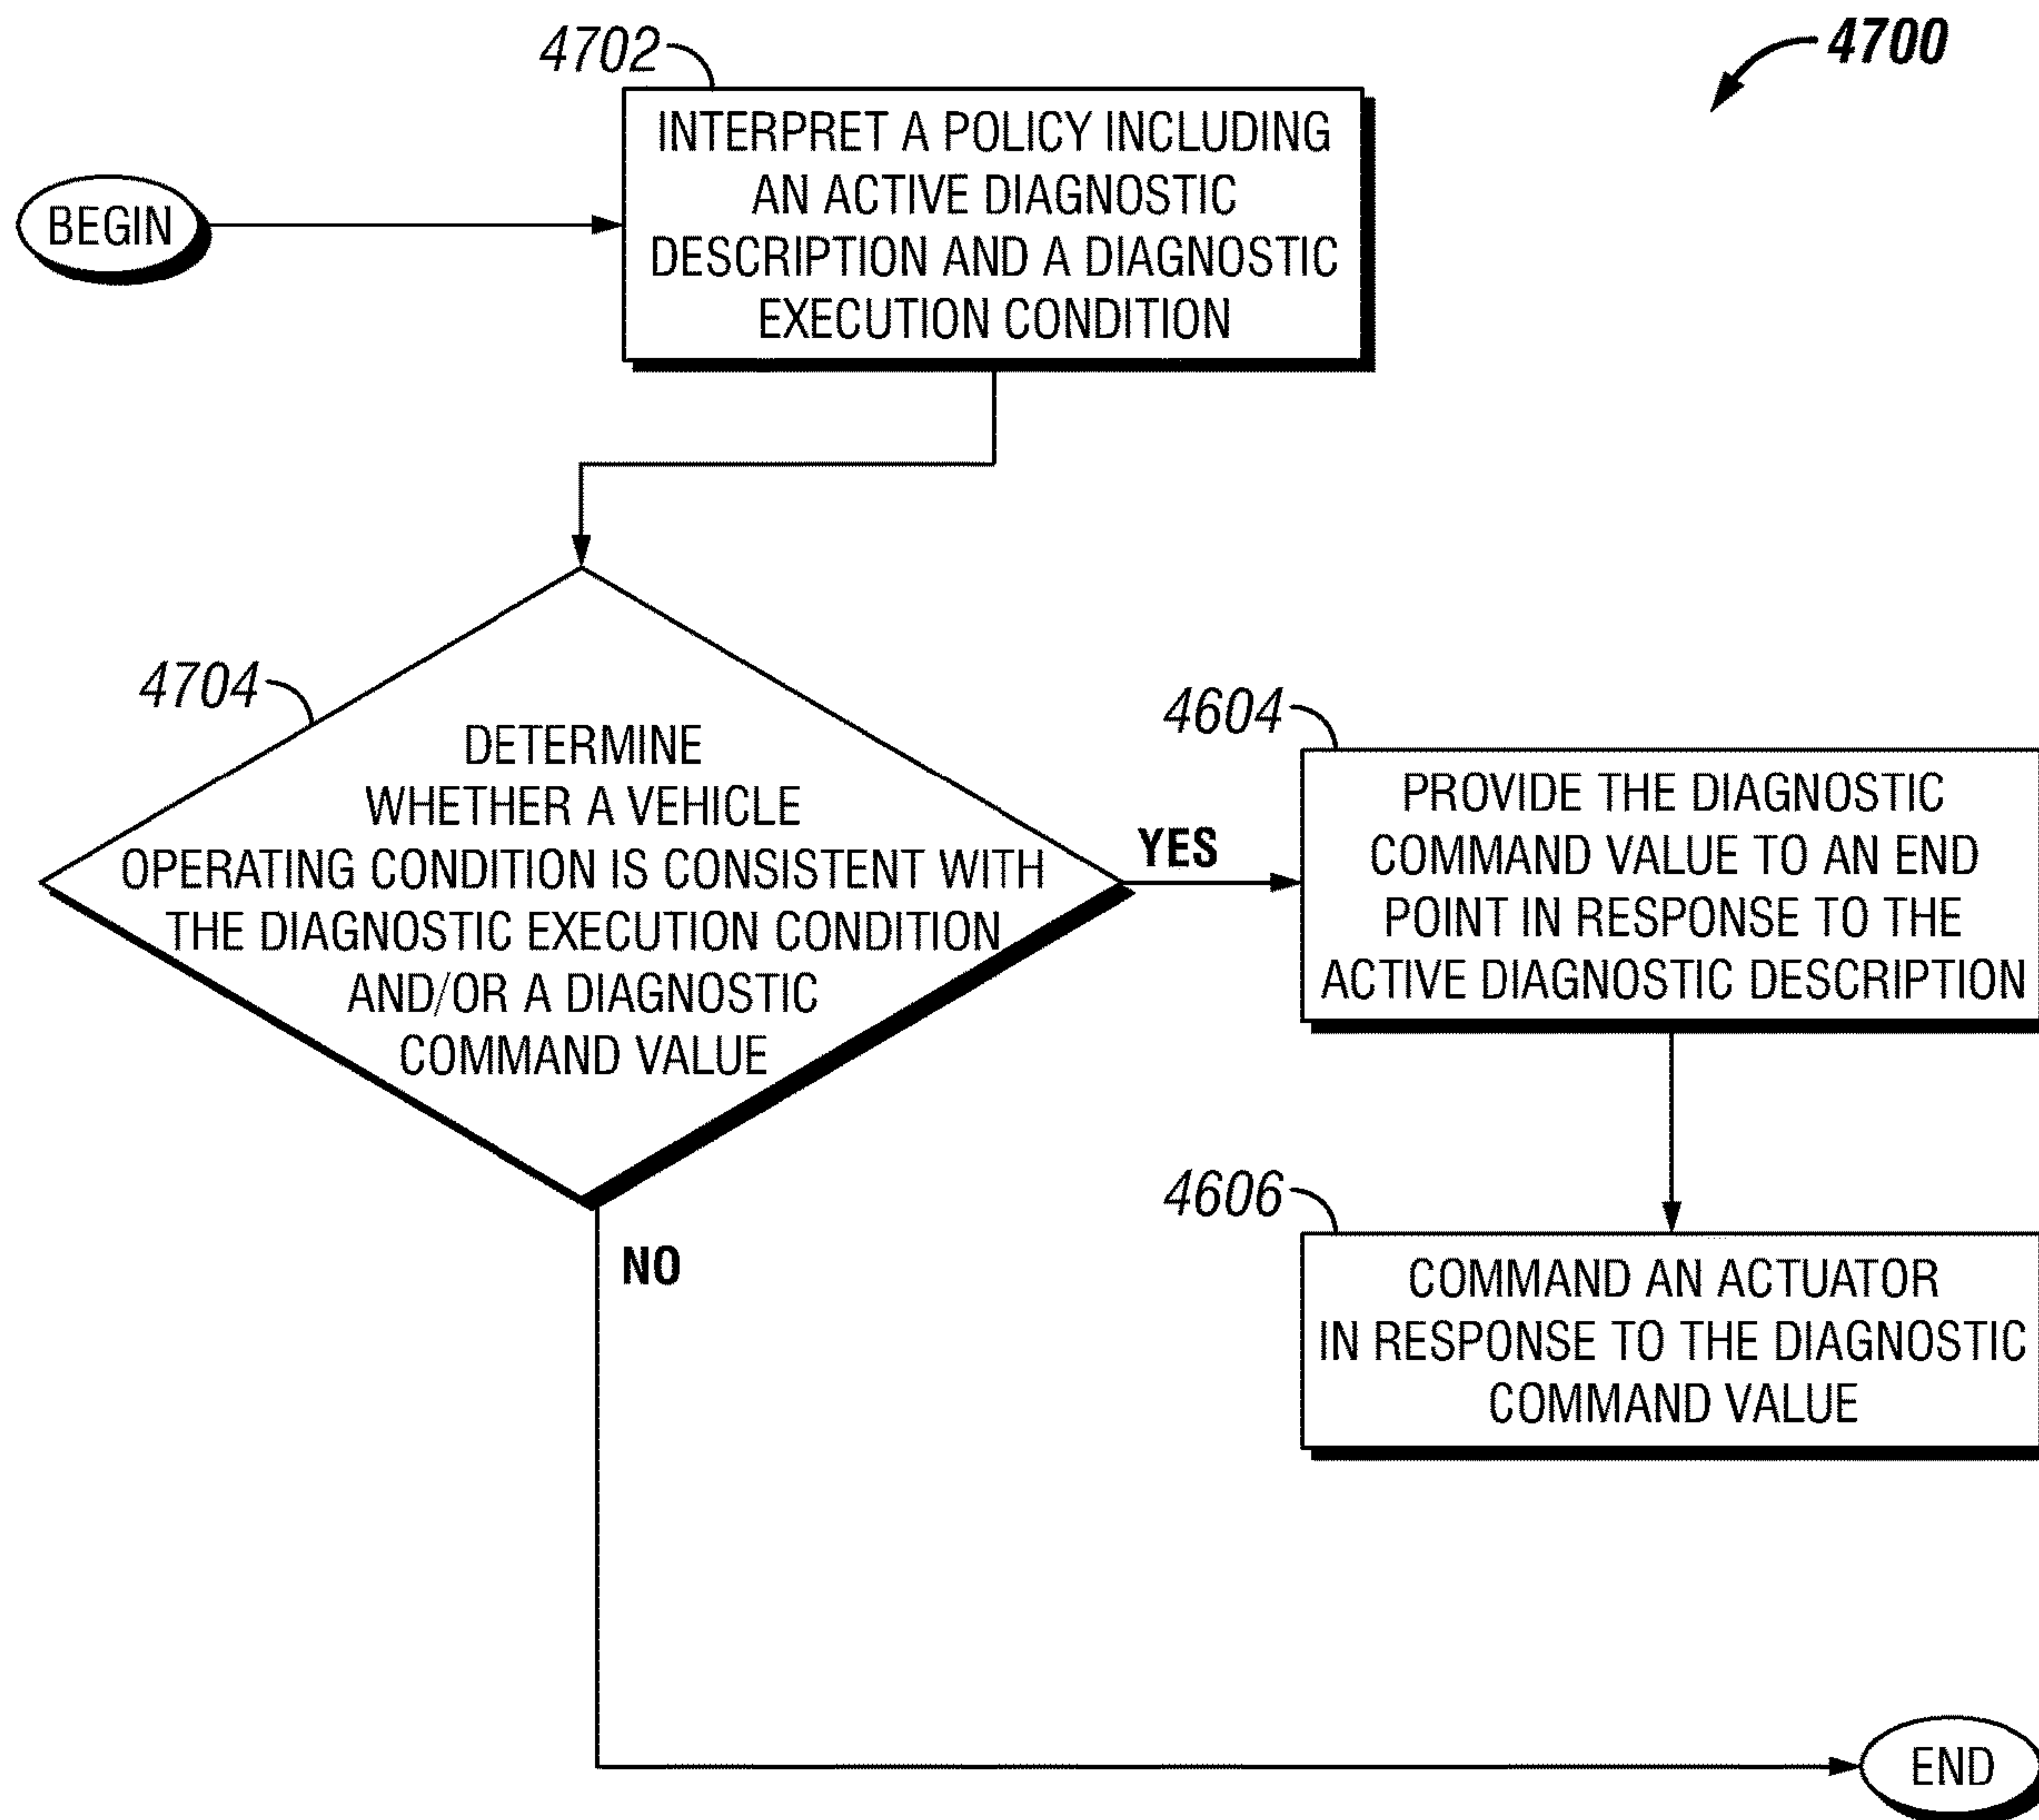 4700
4702
INTERPRET A POLICY INCLUDING
AN ACTIVE DIAGNOSTIC
DESCRIPTION AND A DIAGNOSTIC
EXECUTION CONDITION
BEGIN
4704
DETERMINE
WHETHER A VEHICLE
OPERATING CONDITION IS CONSISTENT WITH
THE DIAGNOSTIC EXECUTION CONDITION
AND/OR A DIAGNOSTIC
COMMAND VALUE
YES
4604
PROVIDE THE DIAGNOSTIC
COMMAND VALUE TO AN END
POINT IN RESPONSE TO THE
ACTIVE DIAGNOSTIC DESCRIPTION
4606
COMMAND AN ACTUATOR
IN RESPONSE TO THE DIAGNOSTIC
COMMAND VALUE
NO
END